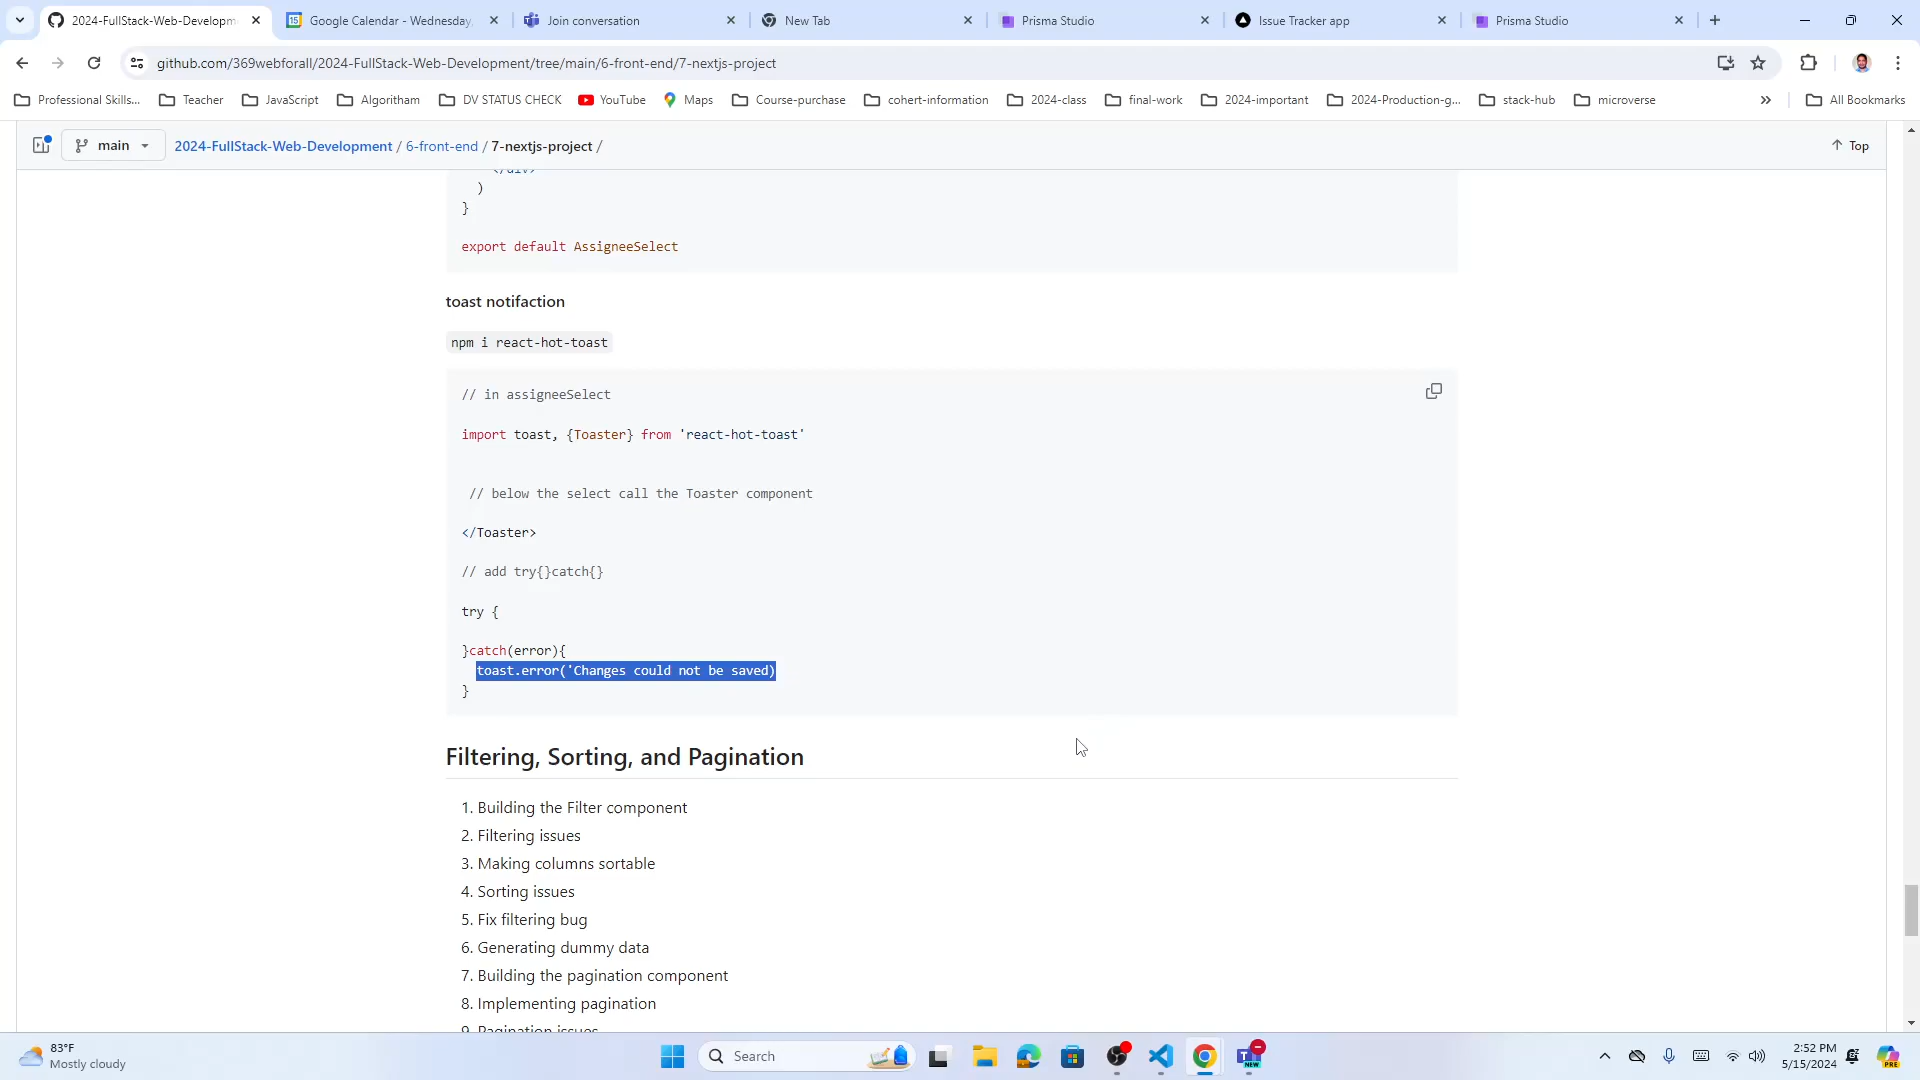 2024-FullStack-Web-Developm
Google Calendar - Wednesday,
Join conversation
New Tab
Prisma Studio
Issue Tracker app
Prisma Studio
github.com/369webforall/2024-FullStack-Web-Development/tree/main/6-front-end/7-nextjs-project
Professional Skills...
Teacher
JavaScript
Algoritham
DV STATUS CHECK
YouTube
Maps
Course-purchase
cohert-information
2024-class
final-work
2024-important
2024-Production-g...
stack-hub
microverse
All Bookmarks
main
2024-FullStack-Web-Development / 6-front-end / 7-nextjs-project /
Top
</div>
)
}
export default AssigneeSelect
toast notifaction
npm i react-hot-toast
// in assigneeSelect
import toast, {Toaster} from 'react-hot-toast'
// below the select call the Toaster component
</Toaster>
// add try{}catch{}
try {
}catch(error){
toast.error('Changes could not be saved)
}
Filtering, Sorting, and Pagination
1. Building the Filter component
2. Filtering issues
3. Making columns sortable
4. Sorting issues
5. Fix filtering bug
6. Generating dummy data
7. Building the pagination component
8. Implementing pagination
9. Pagination issues
83°F
Mostly cloudy
Search
NEW
2:52 PM
5/15/2024
PRE